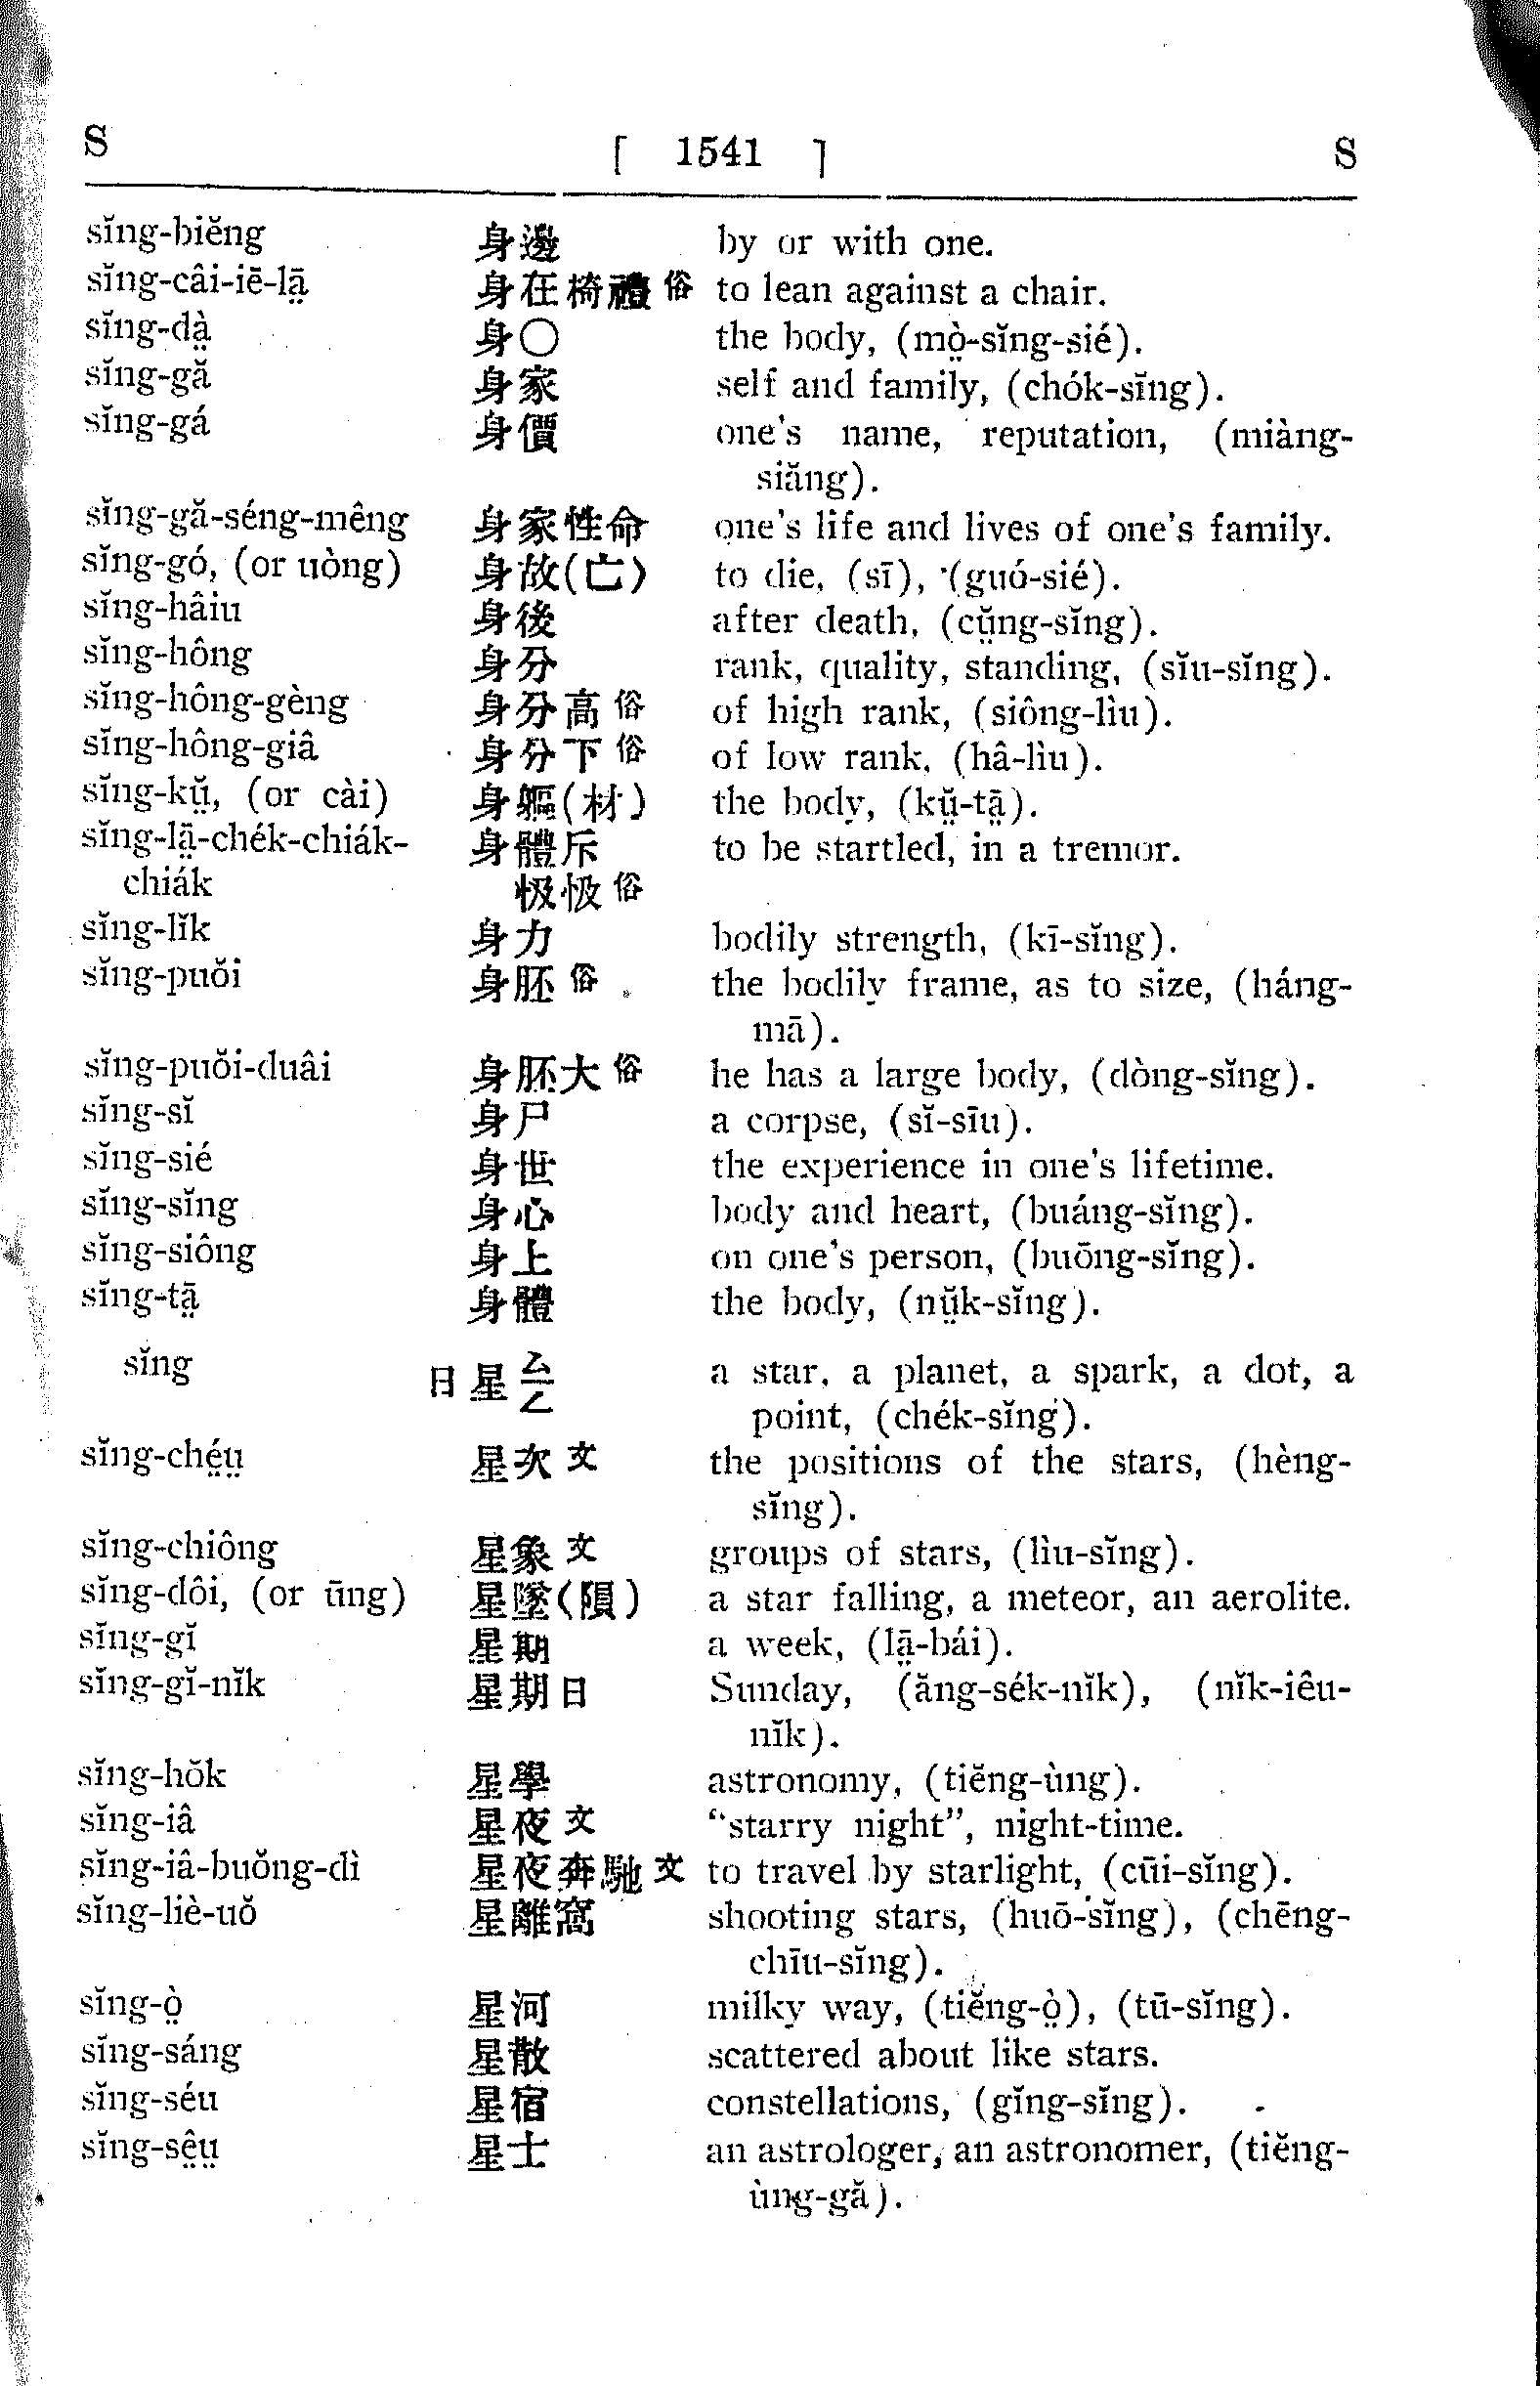 S [ 1541 ] S
sĭng-biĕng 身邊 by or with one.
sĭng-câi-iē-lā̤ 身在椅禮俗 to lean against a chair.
sĭng-dà̤ 身〇 the body, (mò̤-sĭng-sié).
sĭng-gă 身家 self and family, (chók-sĭng).
sĭng-gá 身價 one's name, reputation, (miàng-
siăng).
sĭng-gă-séng-mêng 身家性命 one's life and lives of one's family.
sĭng-gó, (or uòng) 身故(亡) to die, (sī), (guó-sié).
sĭng-hâiu 身後 after death, (cṳ̆ng-sĭng).
sĭng-hông 身分 rank, quality, standing, (sĭu-sĭng).
sĭng-hông-gèng 身分高俗 of high rank, (siông-lìu).
sĭng-hông-giâ 身分下俗 of low rank, (hâ-lìu).
sĭng-kṳ̆, (or cài) 身軀(材) the body, (kṳ̆-tā̤).
sĭng-lā̤-chék-chiák- 身體斥 to be startled, in a tremor.
chiák 㤂㤂俗
sĭng-lĭk 身力 bodily strength, (kī-sĭng).
sĭng-puŏi 身胚俗 the bodily frame, as to size, (háng-
mā).
sĭng-puŏi-duâi 身胚大俗 he has a large body, (dòng-sĭng).
sĭng-sĭ 身尸 a corpse, (sĭ-sīu).
sĭng-sié 身世 the experience in one's lifetime.
sĭng-sĭng 身心 body and heart, (buáng-sĭng).
sĭng-siông 身上 on one's person, (buōng-sĭng).
sĭng-tā̤ 身體 the body, (nṳ̆k-sĭng).
sĭng 日 星 a star, a planet, a spark, a dot, a
point, (chék-sĭng).
sĭng-ché̤ṳ 星次文 the positions of the stars, (hèng-
sĭng).
sĭng-chiông 星象文 groups of stars, (lìu-sĭng).
sĭng-dôi, (or ūng) 星墜(隕) a star falling, a meteor, an aerolite.
sĭng-gĭ 星期 a week, (lā̤-bái).
sĭng-gĭ-nĭk 星期日 Sunday, (ăng-sék-nĭk), (nĭk-iêu-
nĭk).
sĭng-hŏk 星學 astronomy, (tiĕng-ùng).
sĭng-iâ 星夜文 “starry night”, night-time.
sĭng-iâ-buŏng-dì 星夜奔馳文 to travel by starlight, (cūi-sĭng).
sĭng-liè-uŏ 星離窩 shooting stars, (huō-sĭng), (chēng-
chīu-sĭng).
sĭng-ò̤ 星河 milky way, (tiĕng-ò̤), (tū-sĭng).
sĭng-sáng 星散 scattered about like stars.
sĭng-séu 星宿 constellations, (gĭng-sĭng).
sĭng-sê̤ṳ 星士 an astrologer, an astronomer, (tiĕng-
ùng-gă).